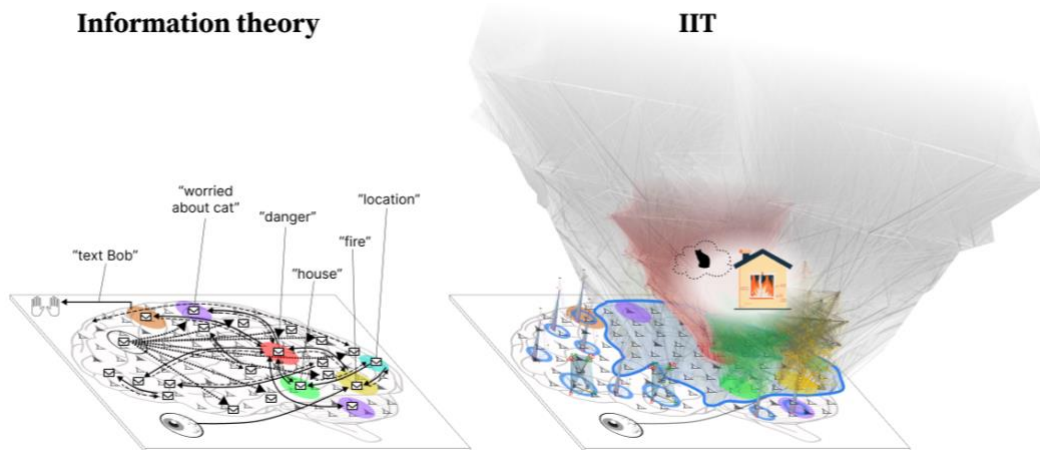 Information theory
IIT
“worried
about cat”
“location”
“danger”
“fire”
“text Bob”
“house”